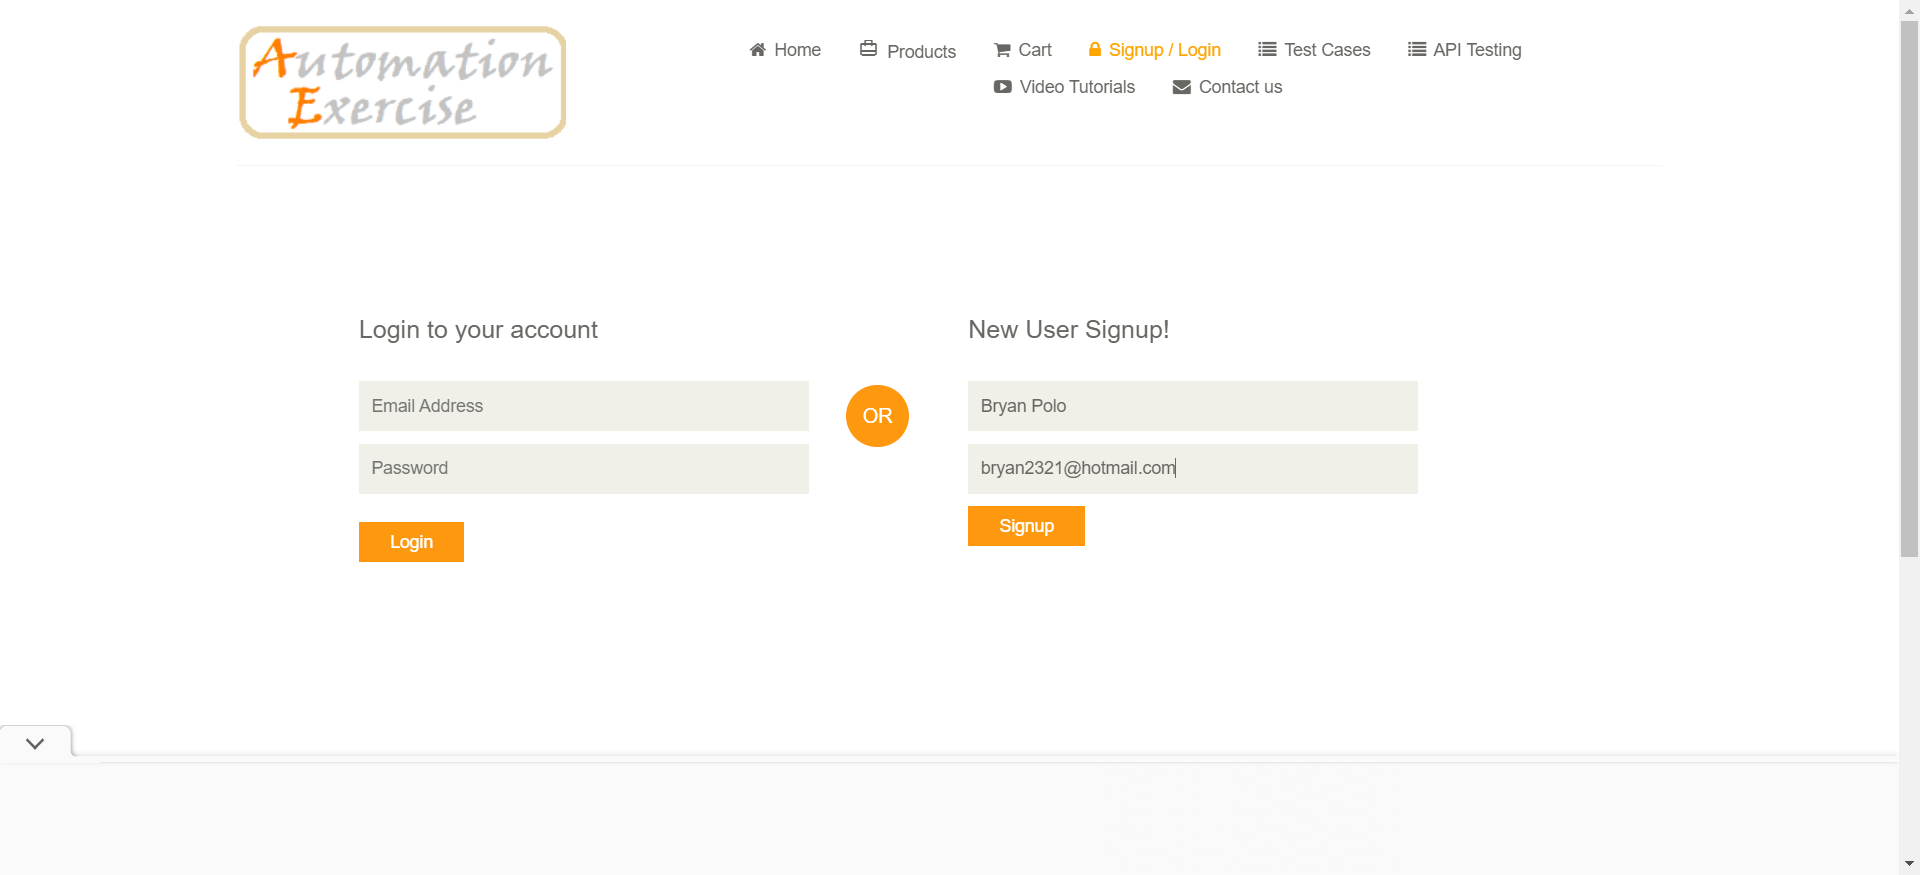 Automation
Exercise
Home
Products
Cart
Signup / Login
Test Cases
API Testing
Video Tutorials
Contact us
Login to your account
Email Address
Password
Login
OR
New User Signup!
Bryan Polo
bryan2321@hotmail.com
Signup